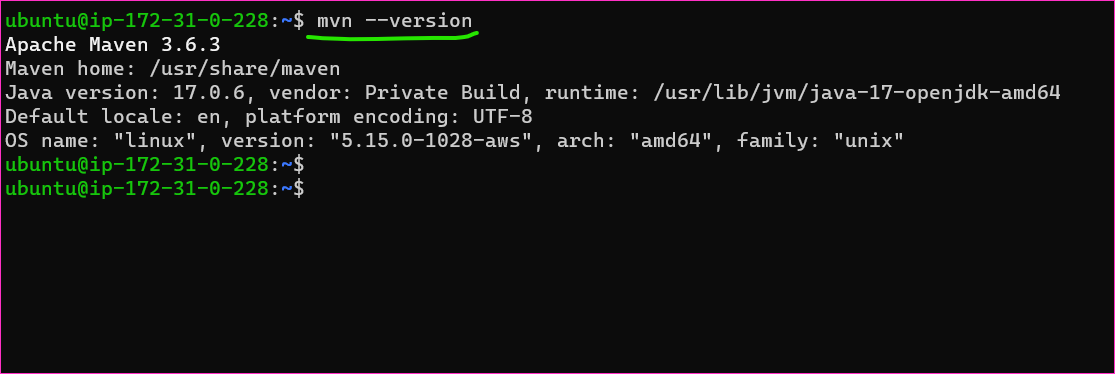 ubuntu@ip-172-31-0-228:~$ mvn --version
Apache Maven 3.6.3
Maven home: /usr/share/maven
Java version: 17.0.6, vendor: Private Build, runtime: /usr/lib/jvm/java-17-openjdk-amd64
Default locale: en, platform encoding: UTF-8
OS name: "linux", version: "5.15.0-1028-aws", arch: "amd64", family: "unix"
ubuntu@ip-172-31-0-228:~$
ubuntu@ip-172-31-0-228:~$